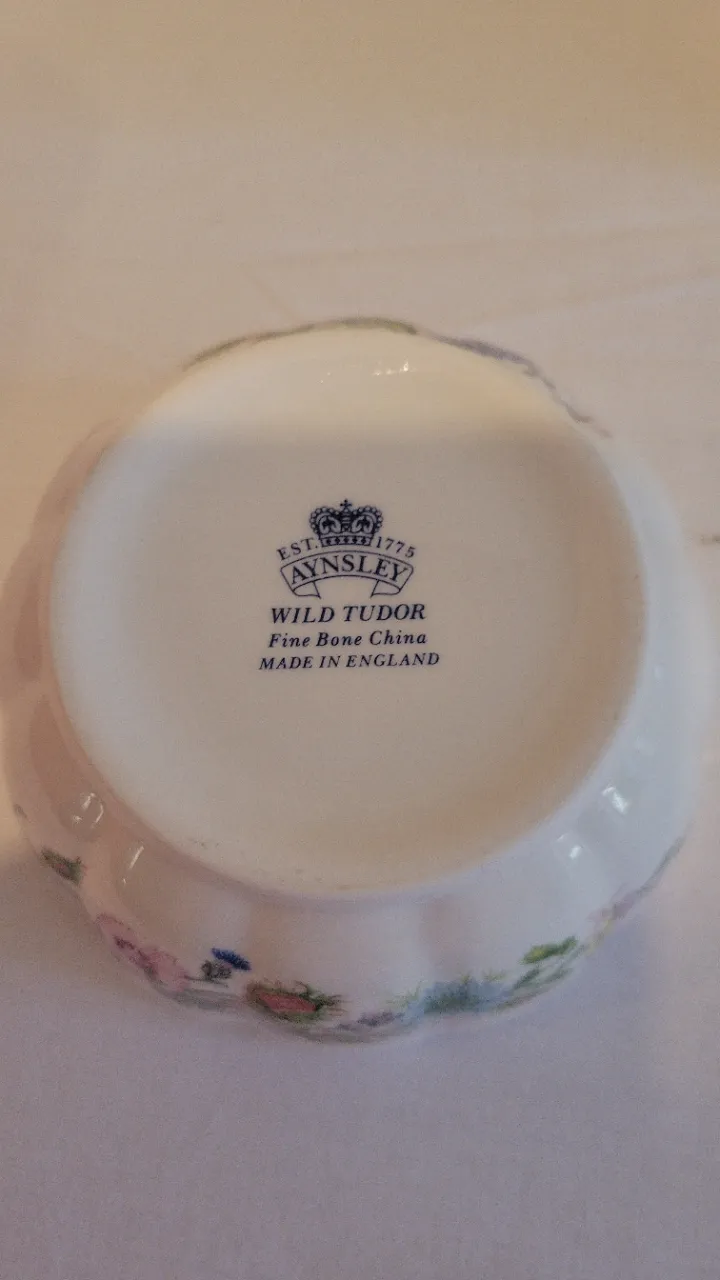 EST. 1775
AYNSLEY
WILD TUDOR
Fine Bone China
MADE IN ENGLAND